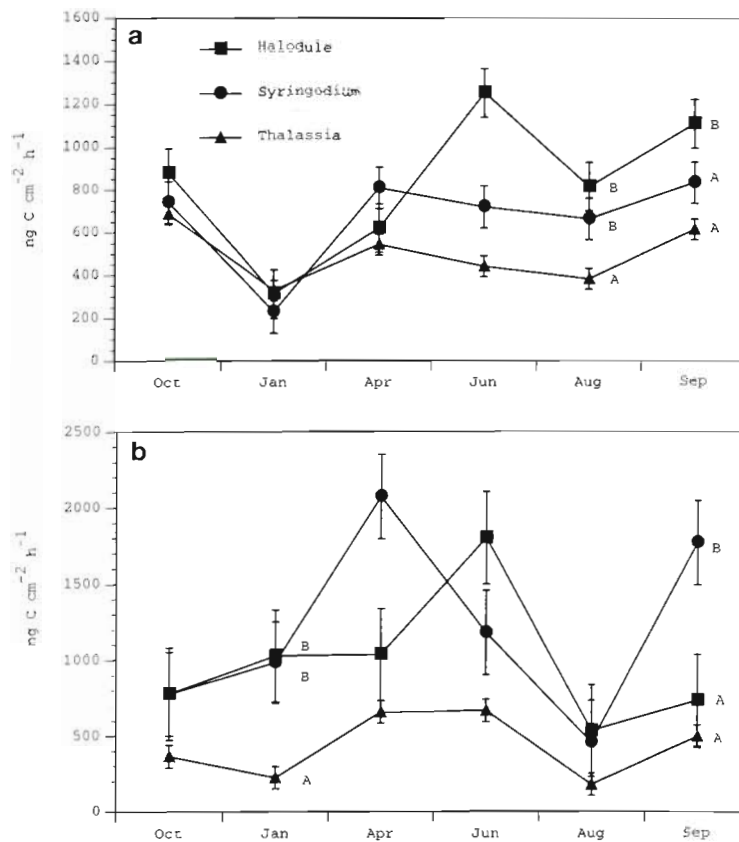 a
Halodule
Syringodium
Thalassia
1600
1400
1200
1000
800
600
400
200
0
ng C cm⁻² h⁻¹
B
A
A
B
B
A
Oct Jan Apr Jun Aug Sep
b
2500
2000
1500
1000
500
0
ng C cm⁻² h⁻¹
B
B
B
A
A
A
Oct Jan Apr Jun Aug Sep